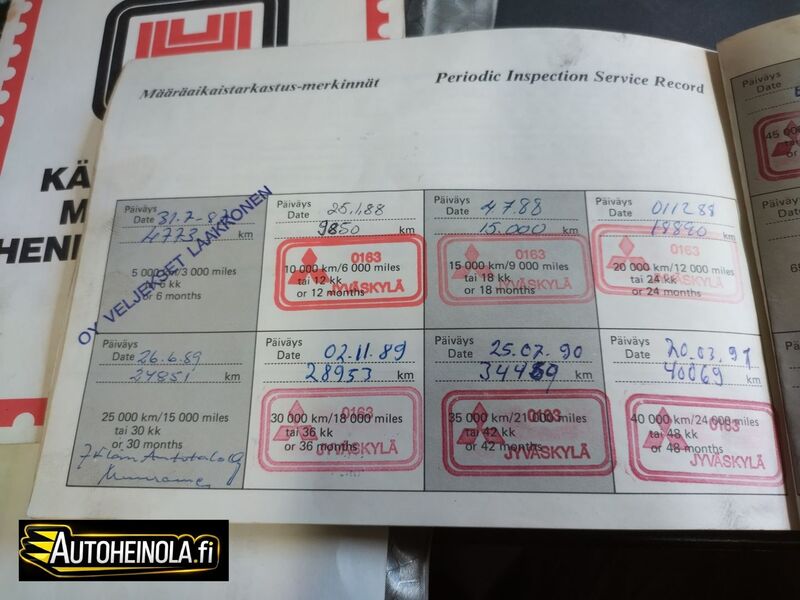 KÄ
M
HENI
Määräaikaistarkastus-merkinnät
Periodic Inspection Service Record
OY VELJEKSET LAAKKONEN
Päiväys
Date 31.7-87
4773 km
5 000 km/3 000 miles
6 kk
or 6 months
Päiväys
Date 25.1.88
9850 km
0163
JYVÄSKYLÄ
10 000 km/6 000 miles
tai 12 kk
or 12 months
Päiväys
Date 4.7.88
15.000 km
0163
JYVÄSKYLÄ
15 000 km/9 000 miles
tai 18 kk
or 18 months
Päiväys
Date 011288
19890 km
0163
JYVÄSKYLÄ
20 000 km/12 000 miles
tai 24 kk
or 24 months
Päiväys
Date 26.6.89
24851 km
25 000 km/15 000 miles
tai 30 kk
or 30 months
Päiväys
Date 02.11.89
28953 km
0163
JYVÄSKYLÄ
30 000 km/18 000 miles
tai 36 kk
or 36 months
Päiväys
Date 25.07.90
34459 km
0163
JYVÄSKYLÄ
35 000 km/21 000 miles
tai 42 kk
or 42 months
Päiväys
Date 20.03.91
40069 km
0163
JYVÄSKYLÄ
40 000 km/24 000 miles
tai 48 kk
or 48 months
Päiväys
Date
45
tai
or
AUTOHEINOLA.fi